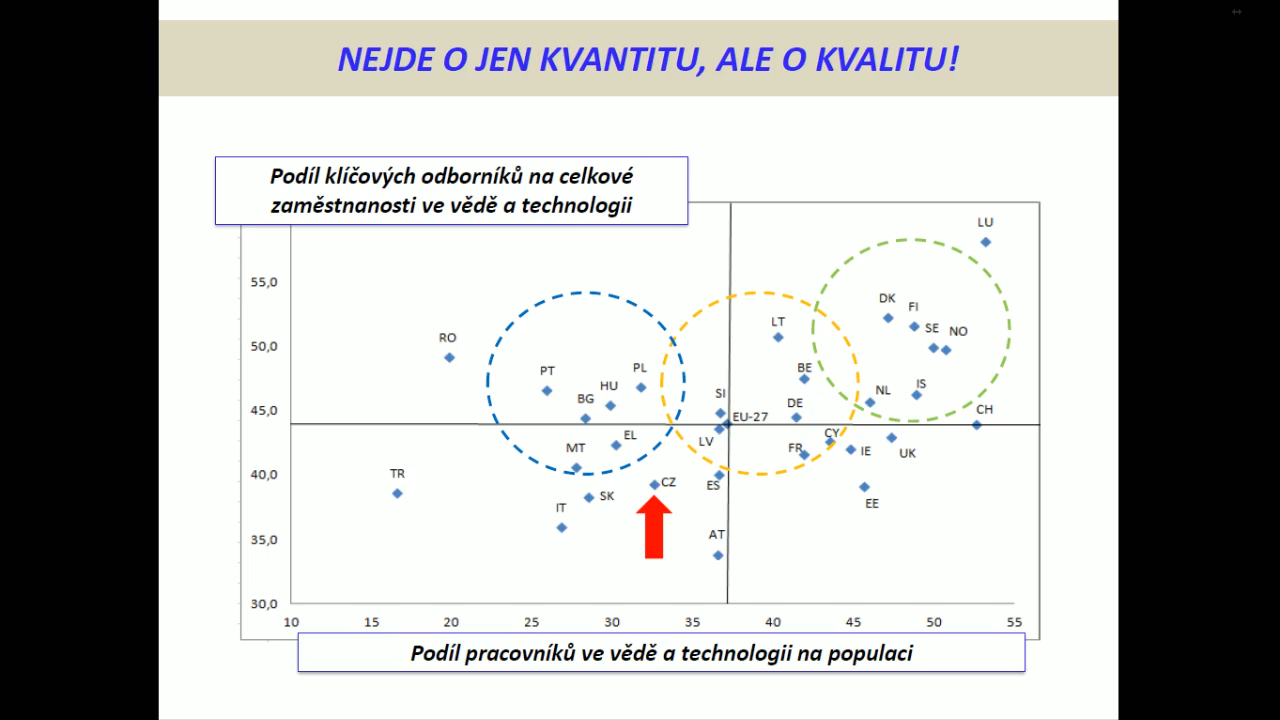 NEJDE O JEN KVANTITU, ALE O KVALITU!
Podíl klíčových odborníků na celkové
zaměstnanosti ve vědě a technologii
LU
55,0
DK
FI
LT
SE
NO
RO
50,0
PT
PL
BE
HU
IS
NL
SI
BG
DE
CH
45,0
EU-27
EL
CY
LV
MT
FR
IE
UK
TR
40,0
CZ
ES
SK
EE
IT
AT
35,0
30,0
10 15 20 25 30 35 40 45 50 55
Podíl pracovníků ve vědě a technologii na populaci